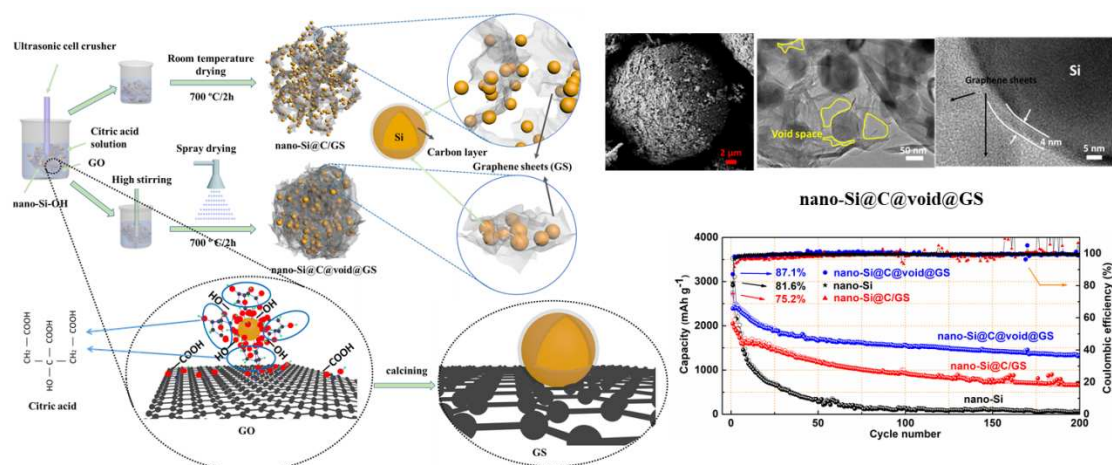 Ultrasonic cell crusher
Room temperature
drying
700 °C/2h
nano-Si@C/GS
Citric acid
solution
GO
nano-Si-OH
High stirring
Spray drying
700 °C/2h
nano-Si@C@void@GS
Si
Carbon layer
Graphene sheets (GS)
2 μm
Void space
50 nm
Graphene sheets
Si
4 nm
5 nm
nano-Si@C@void@GS
CH₂ — COOH
HO — C — COOH
CH₂ — COOH
Citric acid
HO
OH
HO
OH
COOH
COOH
GO
calcining
GS
Capacity (mAh g⁻¹)
4000
3500
3000
2500
2000
1500
1000
500
0
87.1%
81.6%
75.2%
nano-Si@C@void@GS
nano-Si
nano-Si@C/GS
nano-Si@C@void@GS
nano-Si@C/GS
nano-Si
0
50
100
150
200
Cycle number
100
80
60
40
20
0
Coulombic efficiency (%)